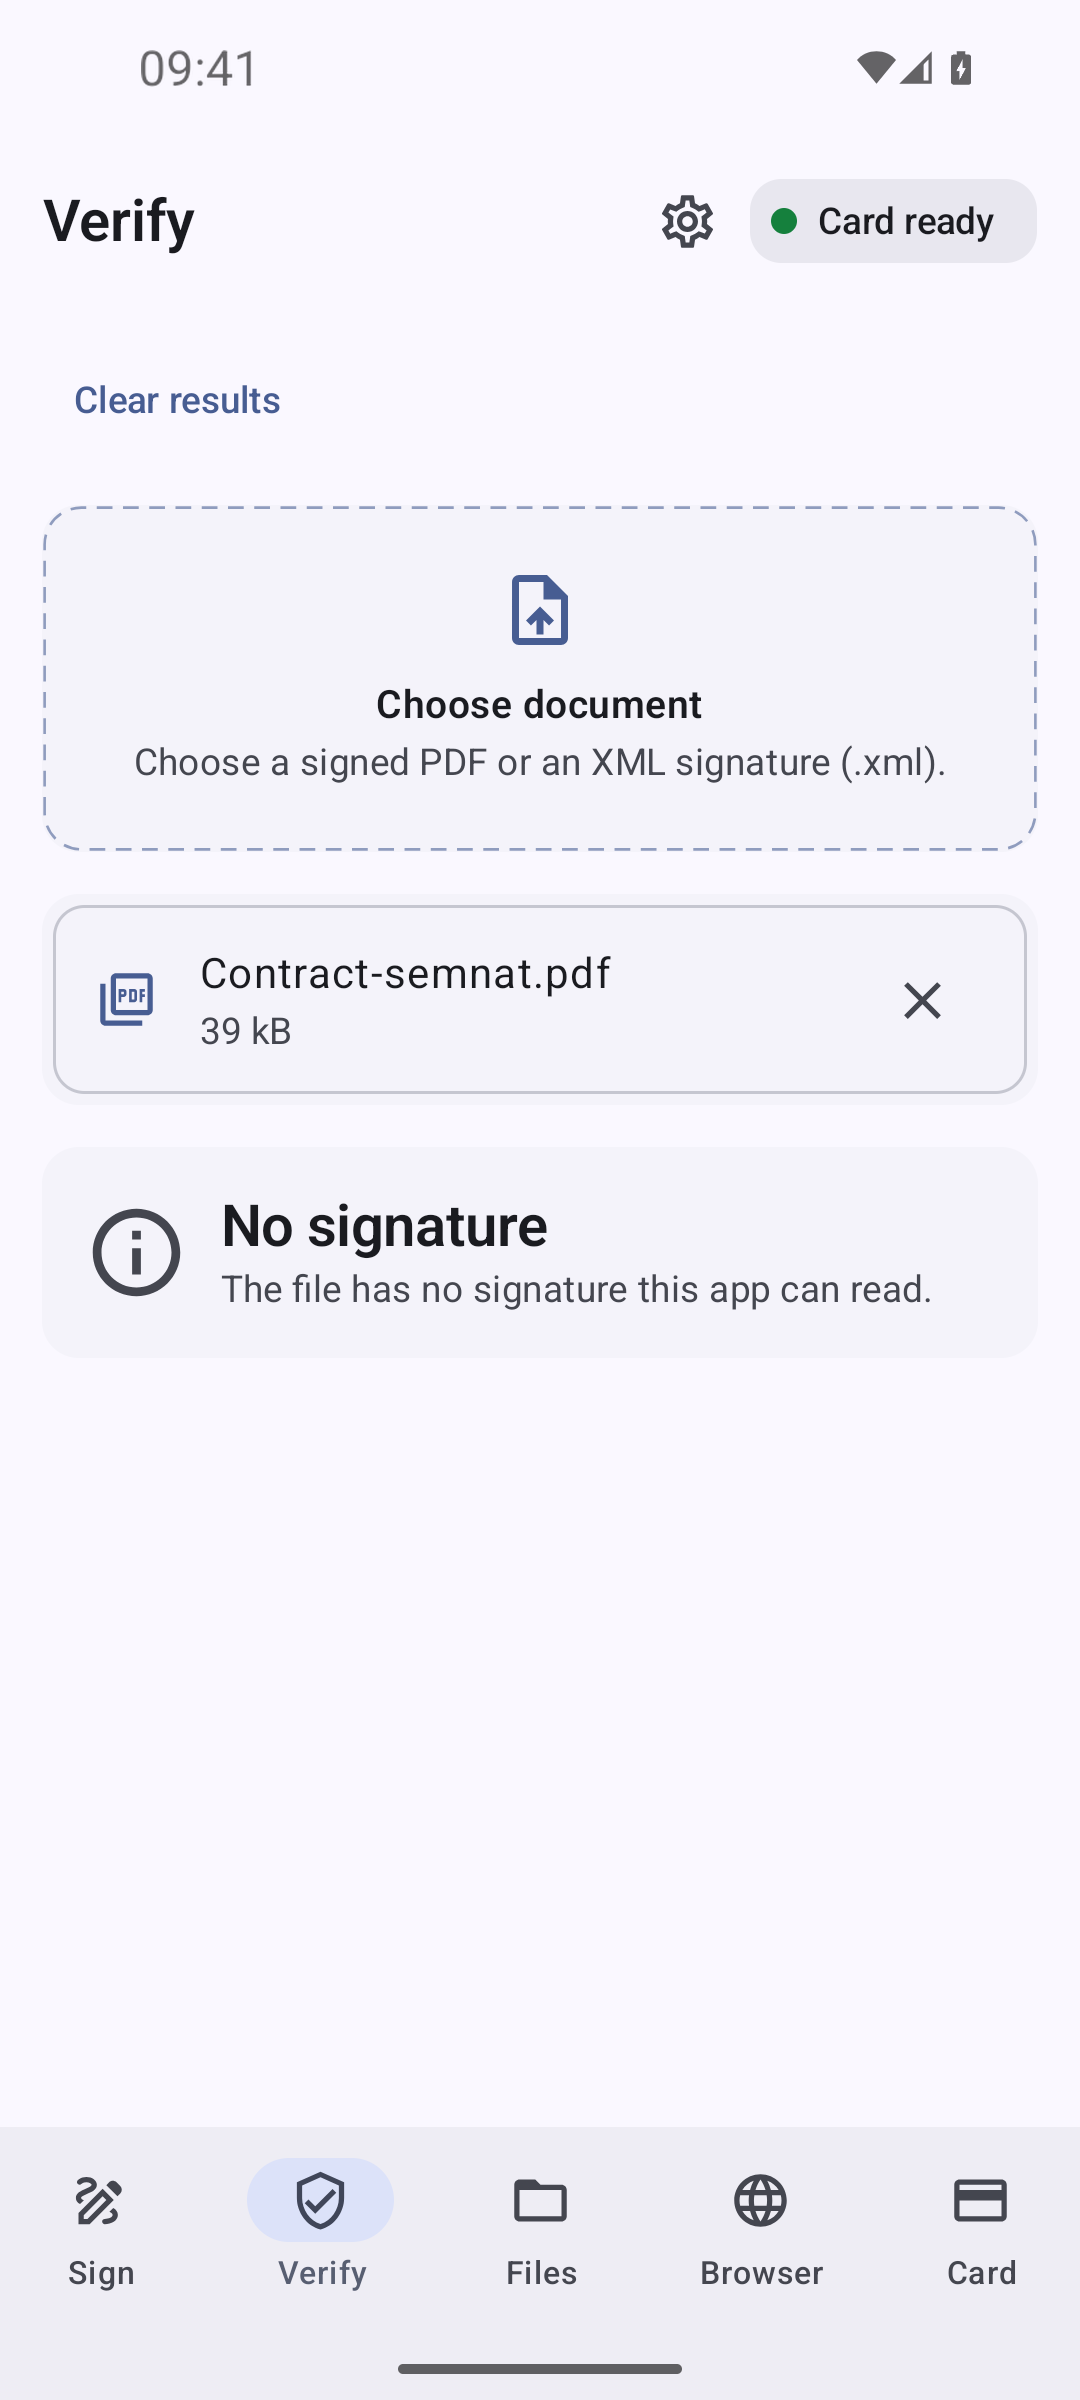 09:41
Verify
Card ready
Clear results
Choose document
Choose a signed PDF or an XML signature (.xml).
PDF
Contract-semnat.pdf
39 kB
No signature
The file has no signature this app can read.
Sign
Verify
Files
Browser
Card